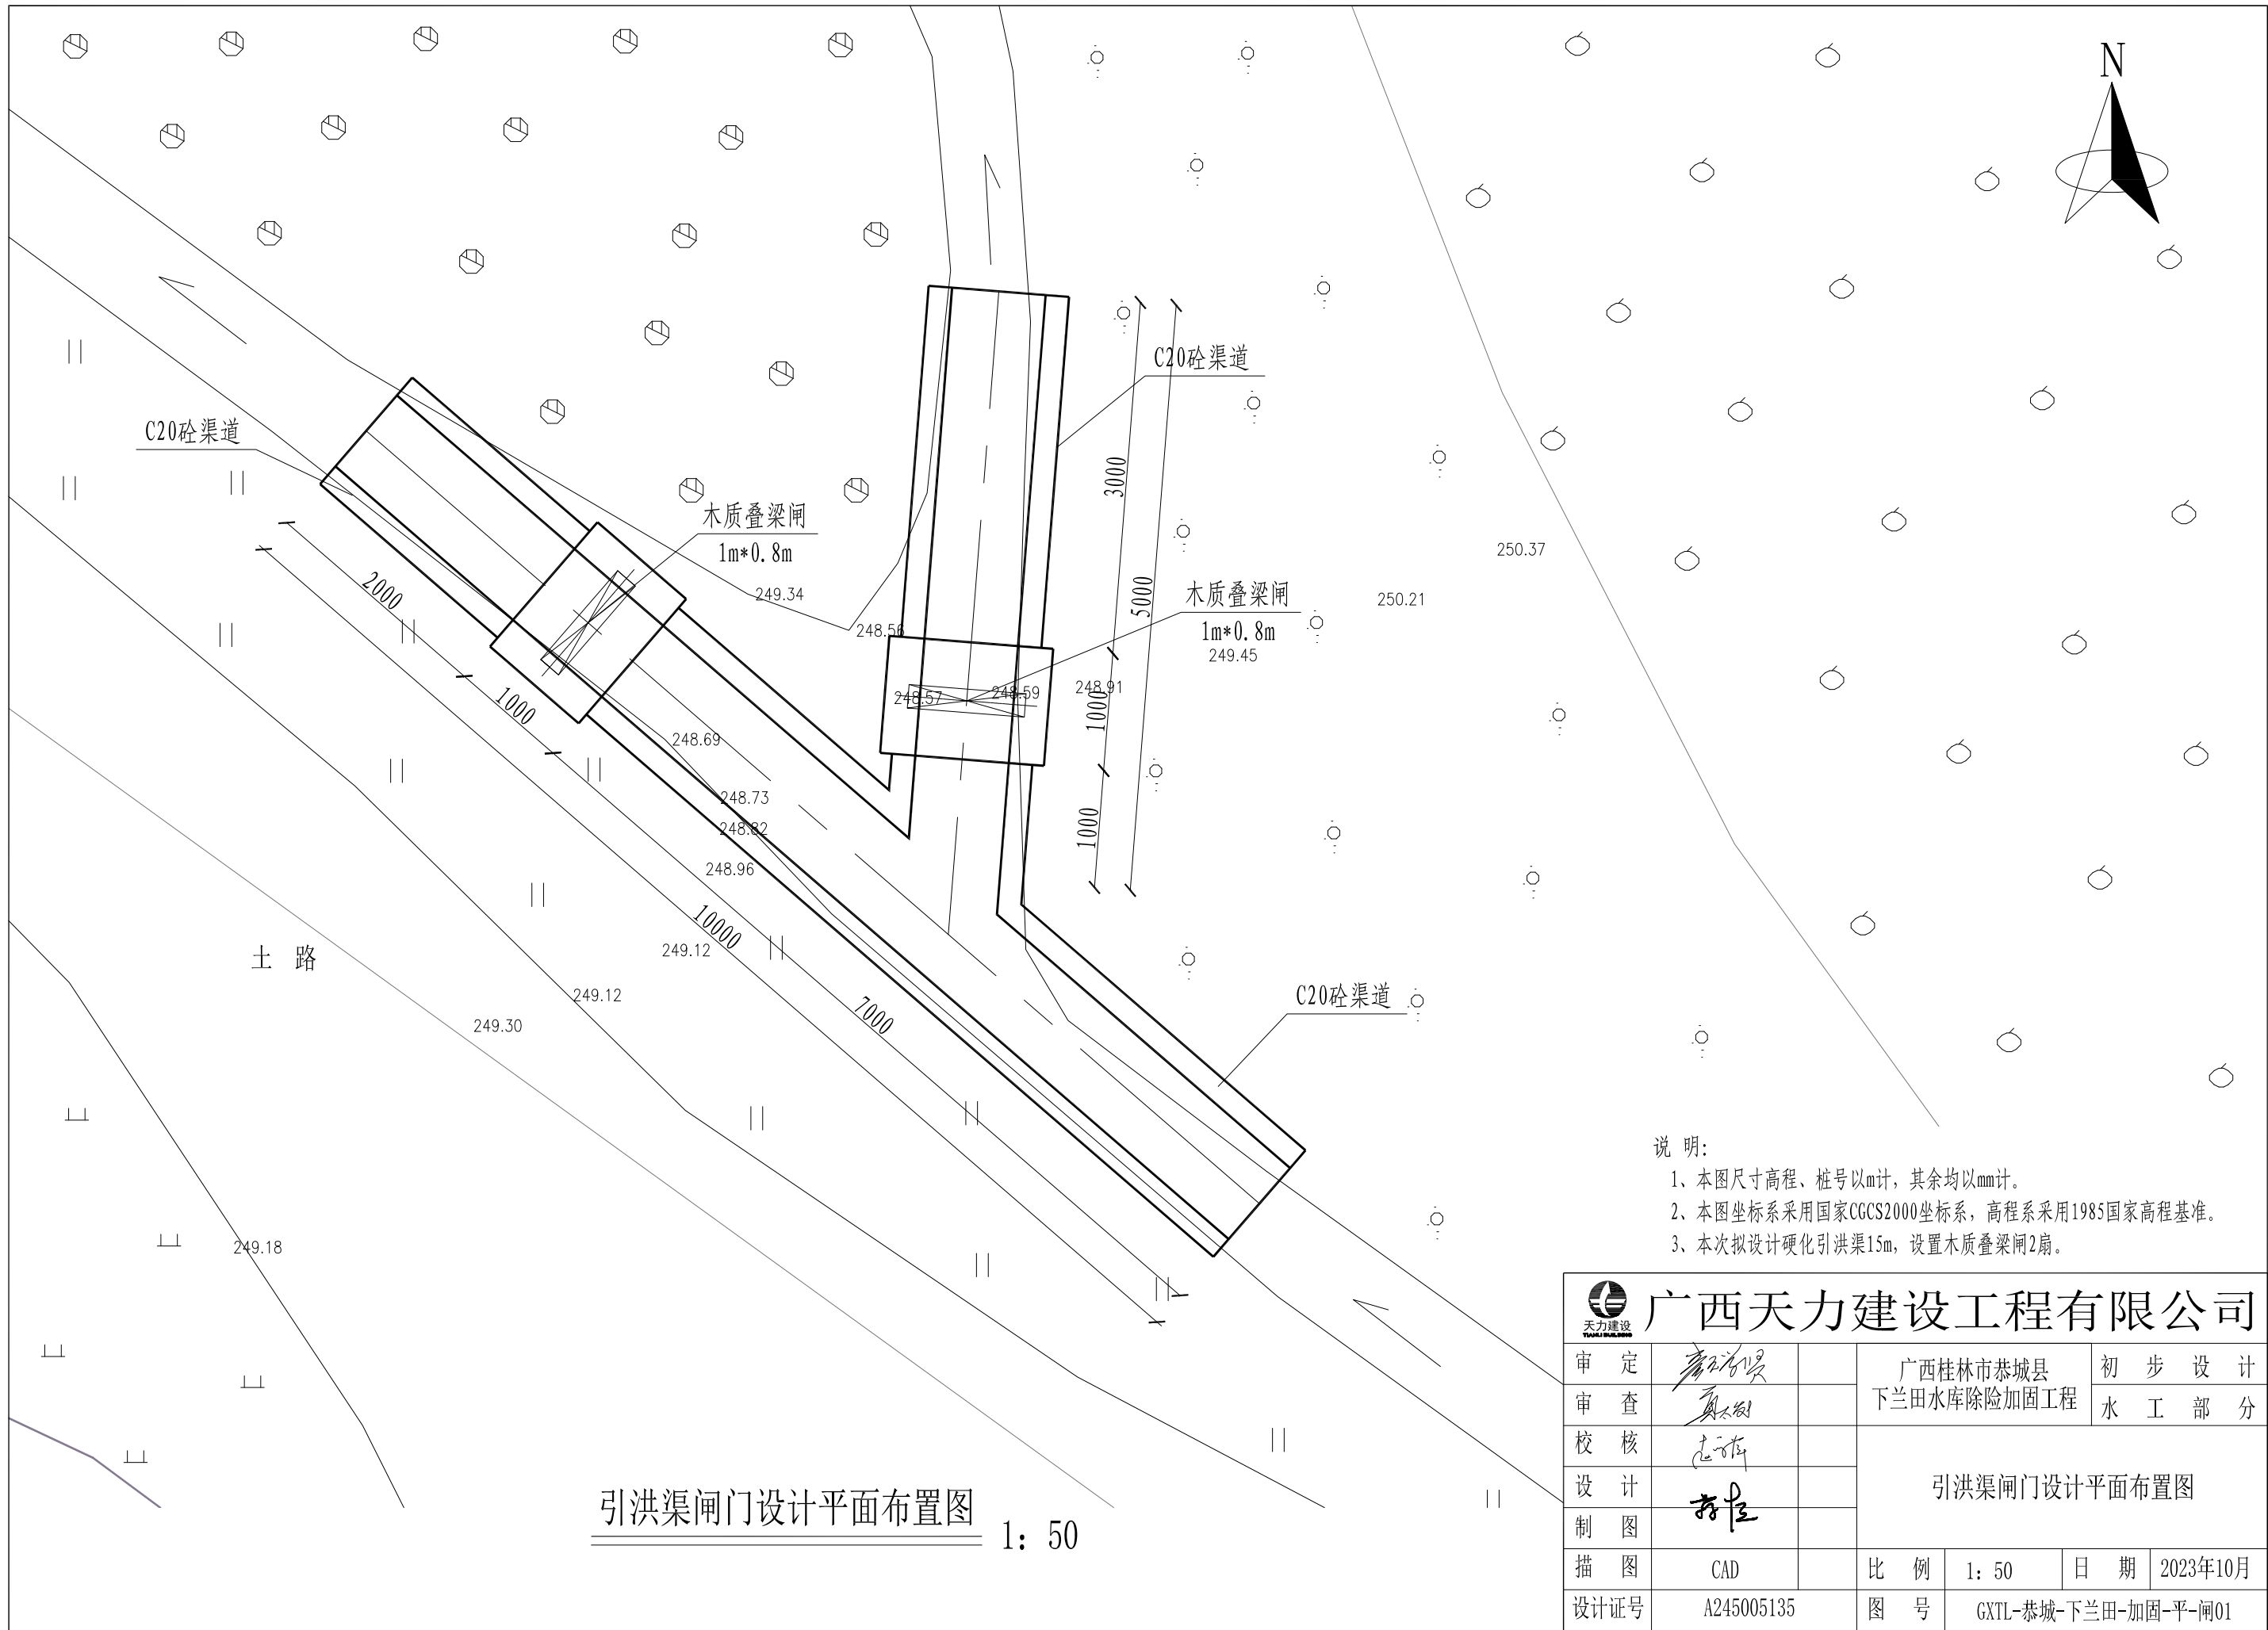 N
C20砼渠道
C20砼渠道
木质叠梁闸
1m*0.8m
木质叠梁闸
1m*0.8m
3000
5000
1000
1000
2000
1000
10000
7000
250.37
250.21
249.34
248.56
249.45
248.57
248.59
248.91
248.69
248.73
248.82
248.96
249.12
249.12
249.30
249.18
土 路
C20砼渠道
说 明:
1、本图尺寸高程、桩号以m计，其余均以mm计。
2、本图坐标系采用国家CGCS2000坐标系，高程系采用1985国家高程基准。
3、本次拟设计硬化引洪渠15m，设置木质叠梁闸2扇。
引洪渠闸门设计平面布置图
1: 50
天力建设
TIANLI BUILDING
广西天力建设工程有限公司
审 定
审 查
校 核
设 计
制 图
描 图 CAD
设计证号 A245005135
广西桂林市恭城县
下兰田水库除险加固工程
初 步 设 计
水 工 部 分
引洪渠闸门设计平面布置图
比 例 1: 50 日 期 2023年10月
图 号 GXTL-恭城-下兰田-加固-平-闸01